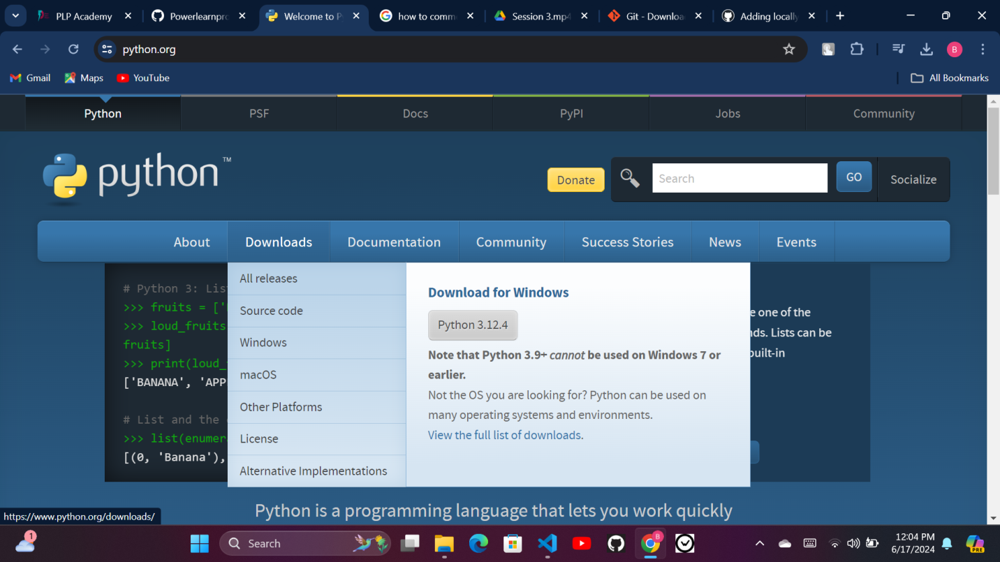 PLP Academy
Powerlearnpro
Welcome to Py
how to comm
Session 3.mp4
Git - Downloa
Adding locally
python.org
B
Gmail
Maps
YouTube
All Bookmarks
Python
PSF
Docs
PyPI
Jobs
Community
python™
Donate
Search
GO
Socialize
About
Downloads
Documentation
Community
Success Stories
News
Events
# Python 3: Lis
>>> fruits = ['
>>> loud_fruits
fruits]
>>> print(loud_
['BANANA', 'APP
# List and the
>>> list(enumer
[(0, 'Banana'),
All releases
Source code
Windows
macOS
Other Platforms
License
Alternative Implementations
Download for Windows
Python 3.12.4
Note that Python 3.9+ cannot be used on Windows 7 or
earlier.
Not the OS you are looking for? Python can be used on
many operating systems and environments.
View the full list of downloads.
e one of the
nds. Lists can be
built-in
Python is a programming language that lets you work quickly
https://www.python.org/downloads/
1
Search
B
12:04 PM
6/17/2024
PRE